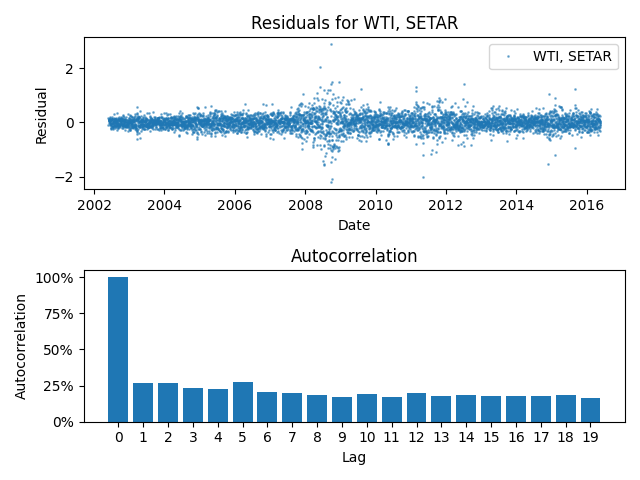 Residuals for WTI, SETAR
WTI, SETAR
Residual
2
0
−2
2002 2004 2006 2008 2010 2012 2014 2016
Date
Autocorrelation
Autocorrelation
100%
75%
50%
25%
0%
0 1 2 3 4 5 6 7 8 9 10 11 12 13 14 15 16 17 18 19
Lag